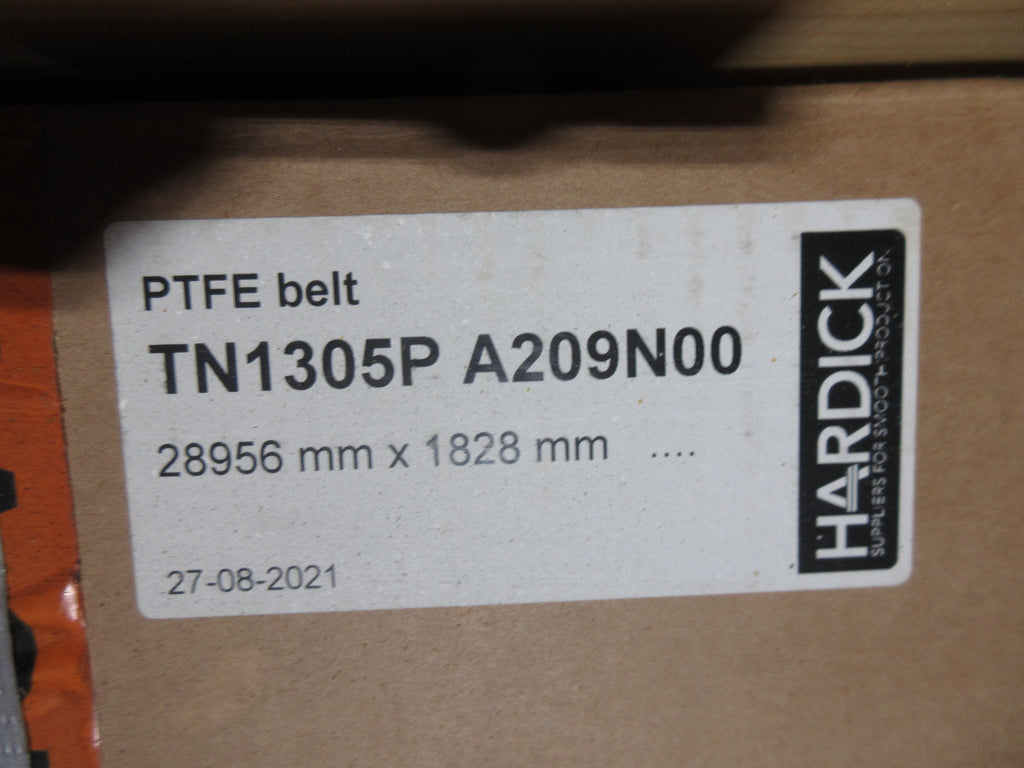 PTFE belt
TN1305P A209N00
28956 mm x 1828 mm ....
27-08-2021
HARDICK
SUPPLIERS FOR SMOOTH PRODUCTION